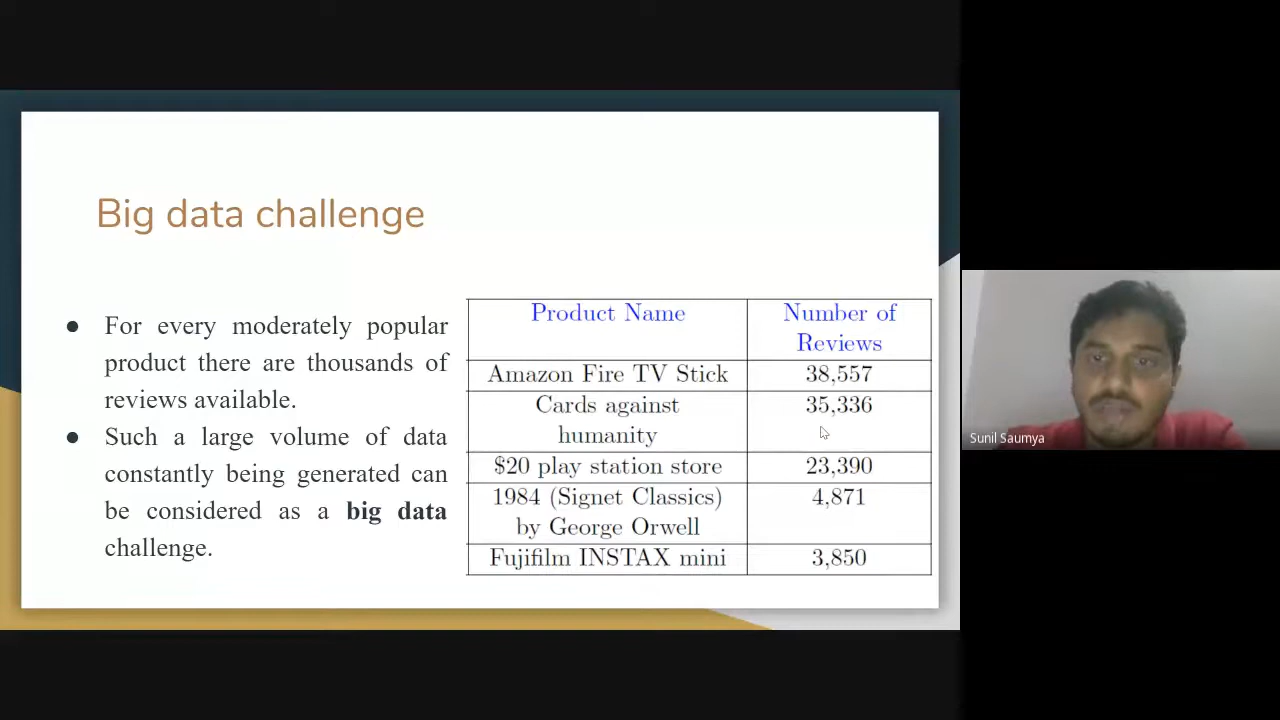 Big data challenge
● For every moderately popular
product there are thousands of
reviews available.
● Such a large volume of data
constantly being generated can
be considered as a big data
challenge.
Product Name
Number of
Reviews
Amazon Fire TV Stick 38,557
Cards against 35,336
humanity
$20 play station store 23,390
1984 (Signet Classics) 4,871
by George Orwell
Fujifilm INSTAX mini 3,850
Sunil Saumya